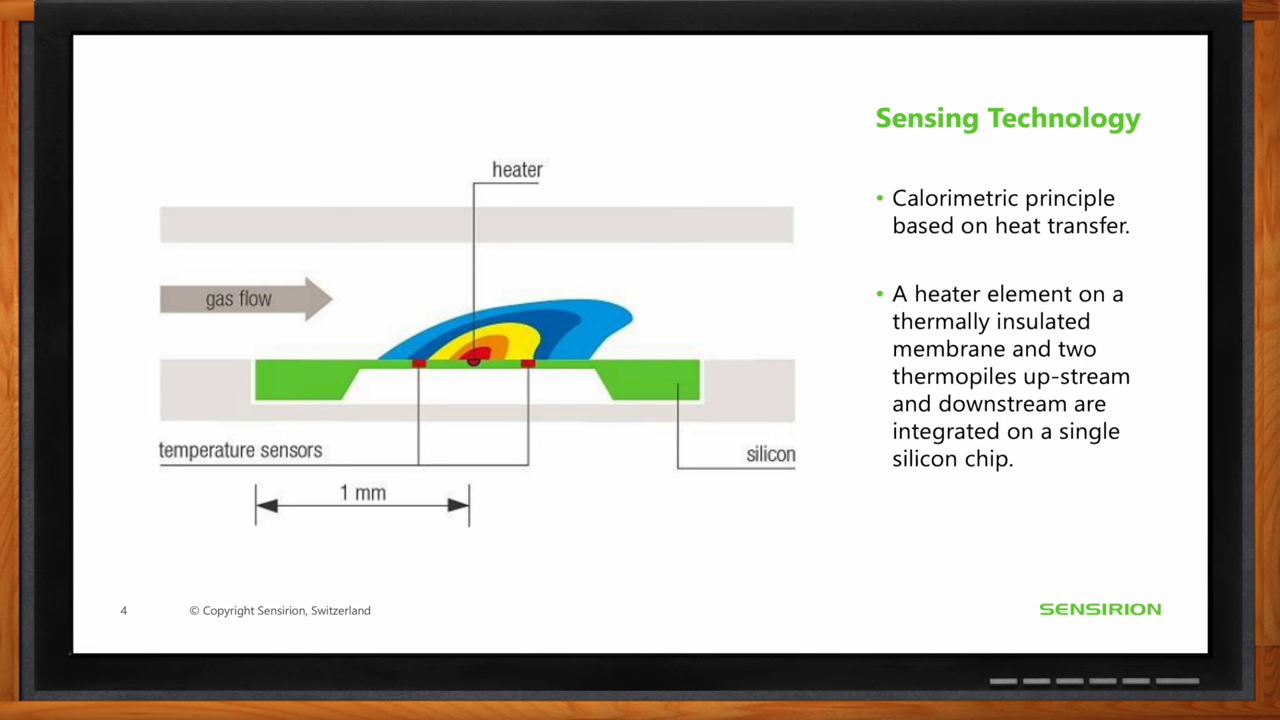 Sensing Technology
heater
• Calorimetric principle
based on heat transfer.
gas flow
• A heater element on a
thermally insulated
membrane and two
thermopiles up-stream
and downstream are
integrated on a single
silicon chip.
temperature sensors
silicon
1 mm
4
© Copyright Sensirion, Switzerland
SENSIRION